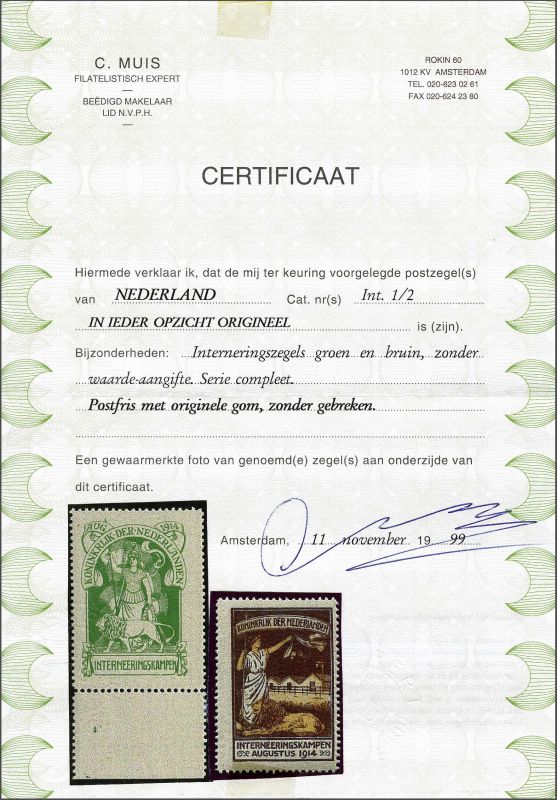 C. MUIS
FILATELISTISCH EXPERT
—
BEËDIGD MAKELAAR
LID N.V.P.H.
—
ROKIN 60
1012 KV AMSTERDAM
TEL. 020-623 02 61
FAX 020-624 23 80
CERTIFICAAT
Hiermede verklaar ik, dat de mij ter keuring voorgelegde postzegel(s)
van NEDERLAND Cat. nr(s) Int. 1/2
IN IEDER OPZICHT ORIGINEEL is (zijn).
Bijzonderheden: Interneringszegels groen en bruin, zonder
waarde-aangifte. Serie compleet.
Postfris met originele gom, zonder gebreken.
Een gewaarmerkte foto van genoemd(e) zegel(s) aan onderzijde van
dit certificaat.
Amsterdam, 11 november 19 99
AUG 1914
KONINKRIJK DER NEDERLANDEN
INTERNEERINGSKAMPEN
KONINKRIJK DER NEDERLANDEN
INTERNEERINGSKAMPEN
AUGUSTUS 1914